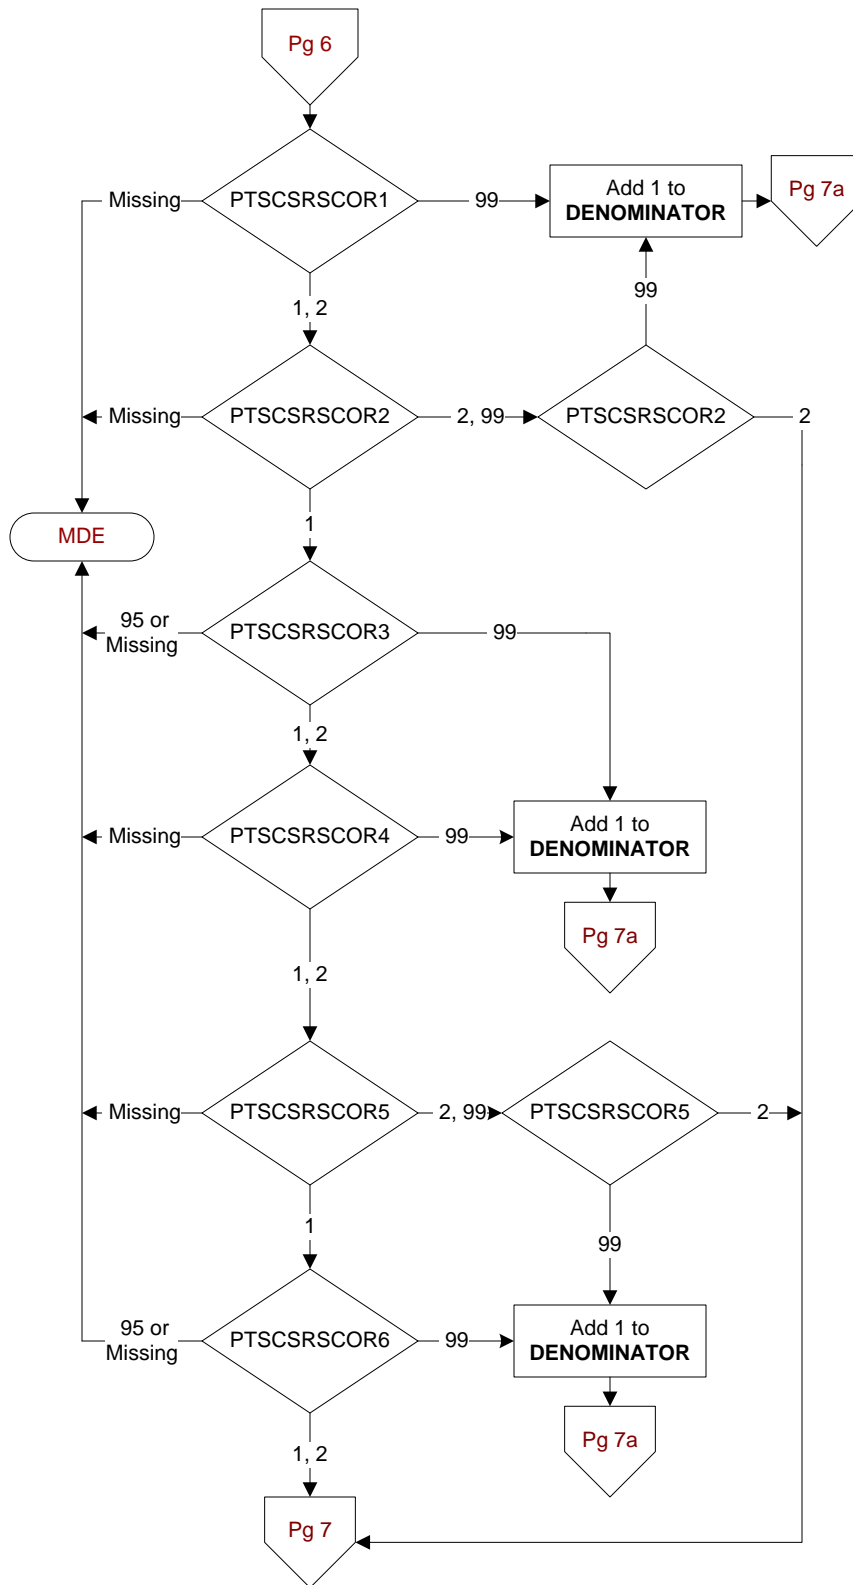 Pg 6
Missing
PTSCSRSCOR1
99
Add 1 to
DENOMINATOR
Pg 7a
1, 2
99
Missing
PTSCSRSCOR2
2, 99
PTSCSRSCOR2
2
1
MDE
95 or
Missing
PTSCSRSCOR3
99
1, 2
Missing
PTSCSRSCOR4
99
Add 1 to
DENOMINATOR
Pg 7a
1, 2
Missing
PTSCSRSCOR5
2, 99
PTSCSRSCOR5
2
1
99
95 or
Missing
PTSCSRSCOR6
99
Add 1 to
DENOMINATOR
Pg 7a
1, 2
Pg 7